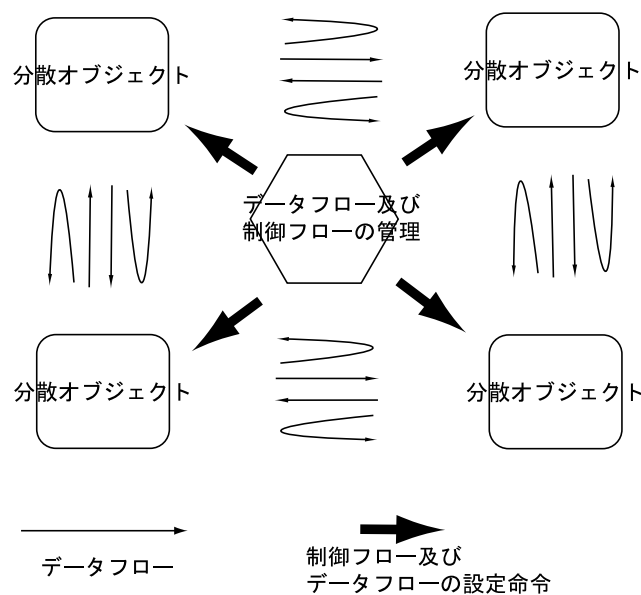 分散オブジェクト
分散オブジェクト
データフロー及び
制御フローの管理
分散オブジェクト
分散オブジェクト
データフロー
制御フロー及び
データフローの設定命令